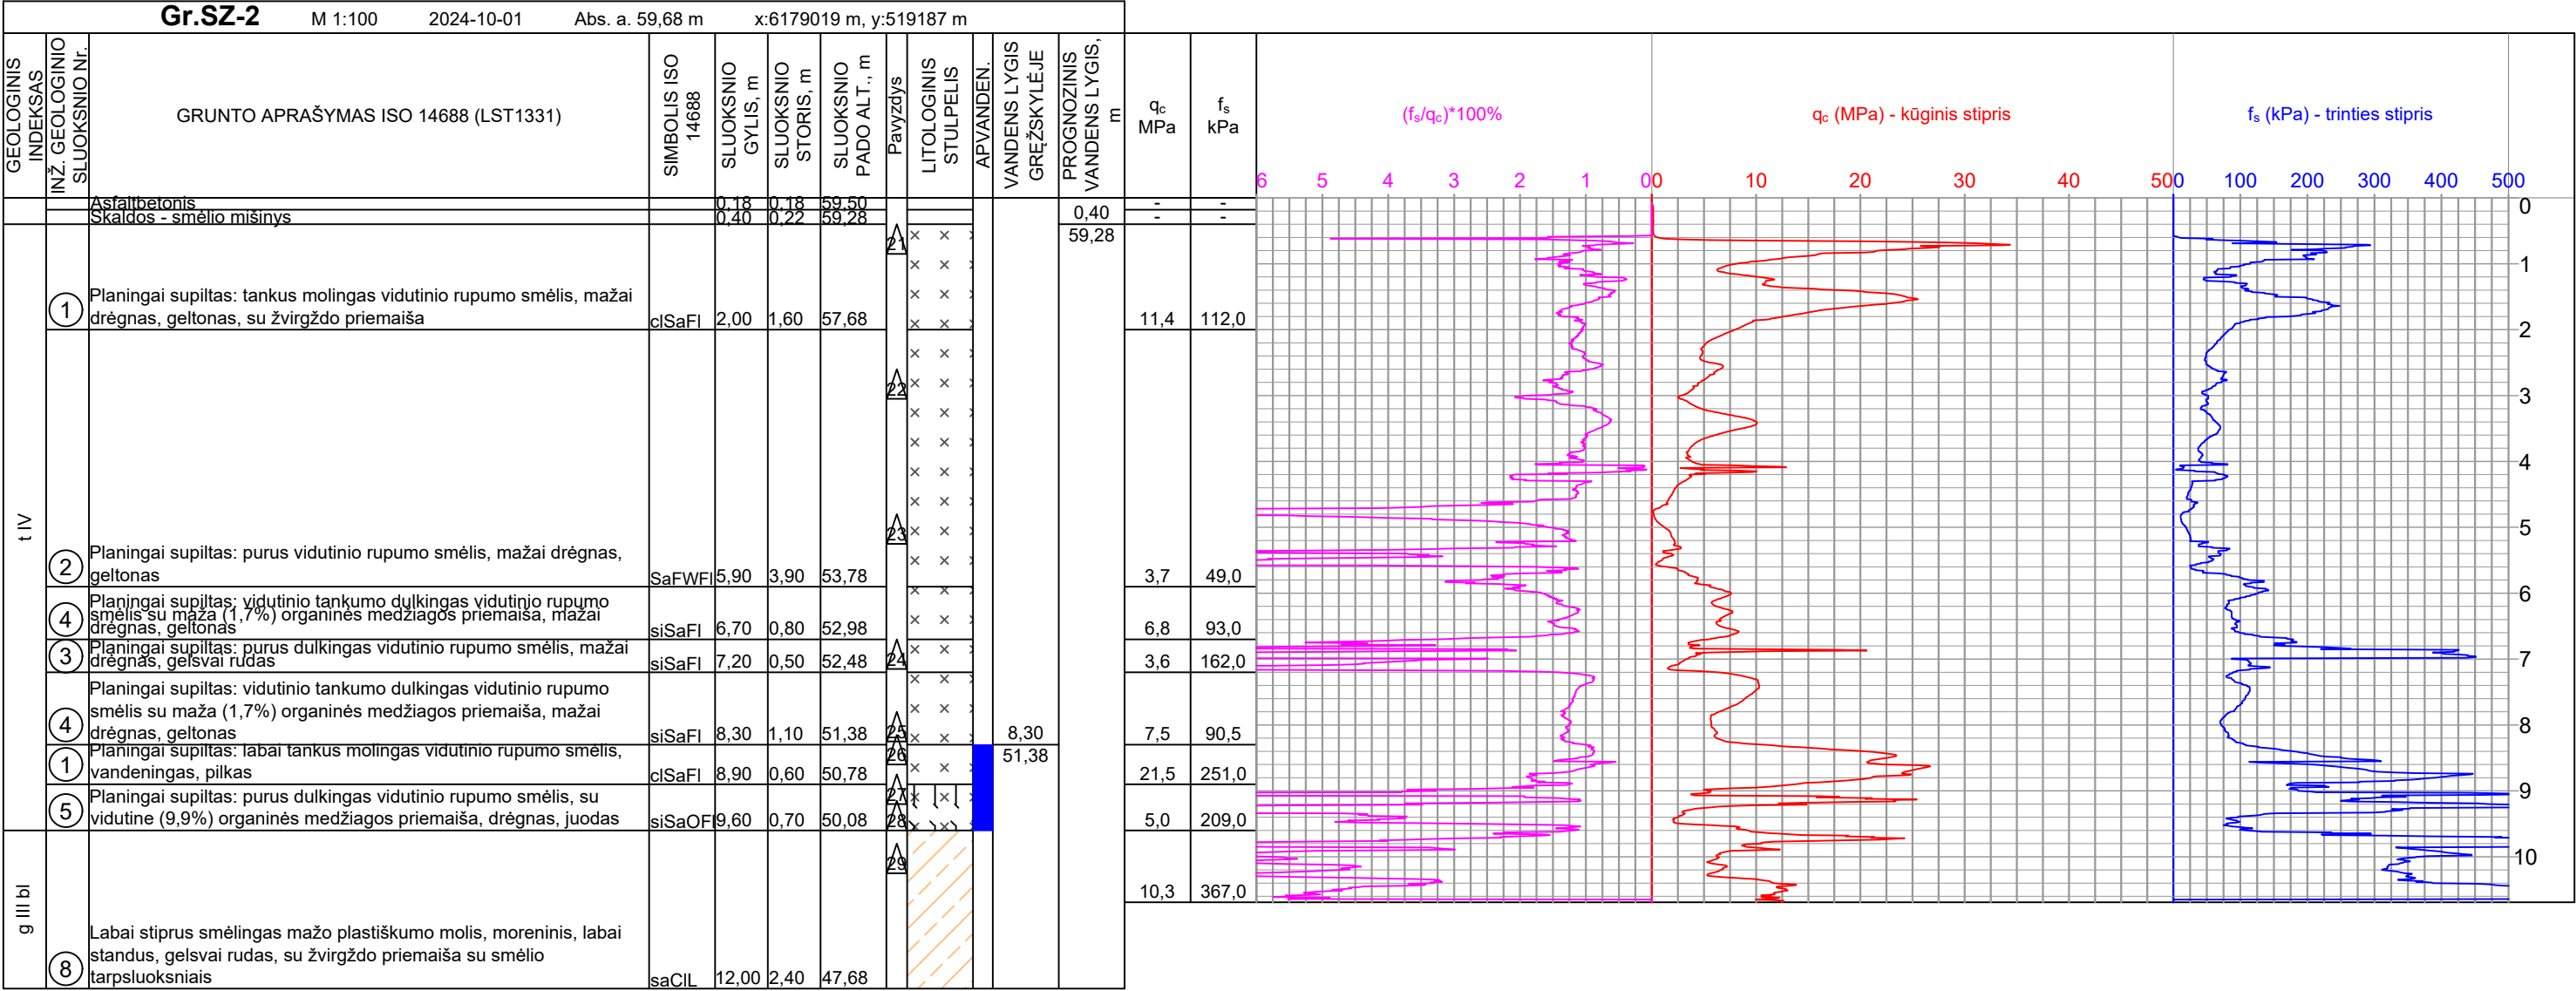 Gr.SZ-2 M 1:100 2024-10-01 Abs. a. 59,68 m x:6179019 m, y:519187 m
GEOLOGINIS
INDEKSAS
INŽ. GEOLOGINIO
SLUOKSNIO Nr.
GRUNTO APRAŠYMAS ISO 14688 (LST1331)
SIMBOLIS ISO
14688
SLUOKSNIO
GYLIS, m
SLUOKSNIO
STORIS, m
SLUOKSNIO
PADO ALT., m
Pavyzdys
LITOLOGINIS
STULPELIS
APVANDEN.
VANDENS LYGIS
GRĘŽSKYLĖJE
PROGNOZINIS
VANDENS LYGIS,
m
qc
MPa
fs
kPa
(fs/qc)*100%
qc (MPa) - kūginis stipris
fs (kPa) - trinties stipris
6 5 4 3 2 1 0
0 10 20 30 40 50
0 100 200 300 400 500
Asfaltbetonis 0,18 0,18 59,50 - -
Skaldos - smėlio mišinys 0,40 0,22 59,28 0,40 - -
59,28
21
Planingai supiltas: tankus molingas vidutinio rupumo smėlis, mažai
1 drėgnas, geltonas, su žvirgždo priemaiša clSaFl 2,00 1,60 57,68 11,4 112,0
22
23
t IV
Planingai supiltas: purus vidutinio rupumo smėlis, mažai drėgnas,
2 geltonas SaFWFl 5,90 3,90 53,78 3,7 49,0
Planingai supiltas: vidutinio tankumo dulkingas vidutinio rupumo
smėlis su maža (1,7%) organinės medžiagos priemaiša, mažai
4 drėgnas, geltonas siSaFl 6,70 0,80 52,98 6,8 93,0
Planingai supiltas: purus dulkingas vidutinio rupumo smėlis, mažai
3 drėgnas, gelsvai rudas siSaFl 7,20 0,50 52,48 24 3,6 162,0
Planingai supiltas: vidutinio tankumo dulkingas vidutinio rupumo
smėlis su maža (1,7%) organinės medžiagos priemaiša, mažai
4 drėgnas, geltonas siSaFl 8,30 1,10 51,38 25 8,30 7,5 90,5
51,38
Planingai supiltas: labai tankus molingas vidutinio rupumo smėlis,
26
1 vandeningas, pilkas clSaFl 8,90 0,60 50,78 21,5 251,0
Planingai supiltas: purus dulkingas vidutinio rupumo smėlis, su
27
5 vidutine (9,9%) organinės medžiagos priemaiša, drėgnas, juodas siSaOFl 9,60 0,70 50,08 28 5,0 209,0
29
10,3 367,0
g III bl
Labai stiprus smėlingas mažo plastiškumo molis, moreninis, labai
standus, gelsvai rudas, su žvirgždo priemaiša su smėlio
8 tarpsluoksniais saClL 12,00 2,40 47,68
0
1
2
3
4
5
6
7
8
9
10